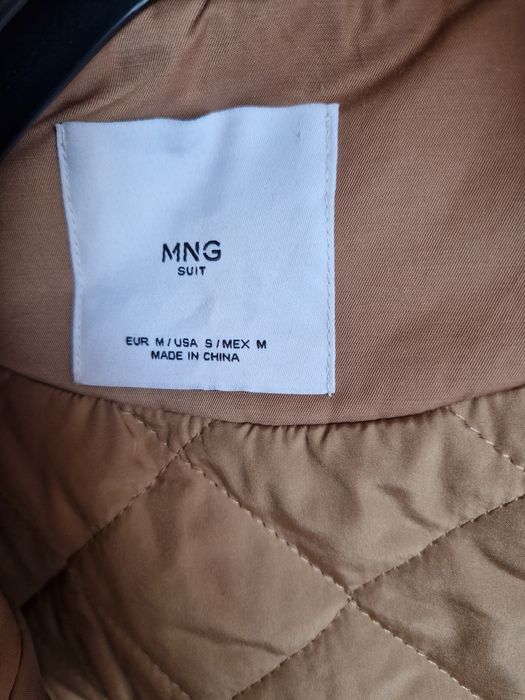 MNG
SUIT
EUR M / USA S / MEX M
MADE IN CHINA